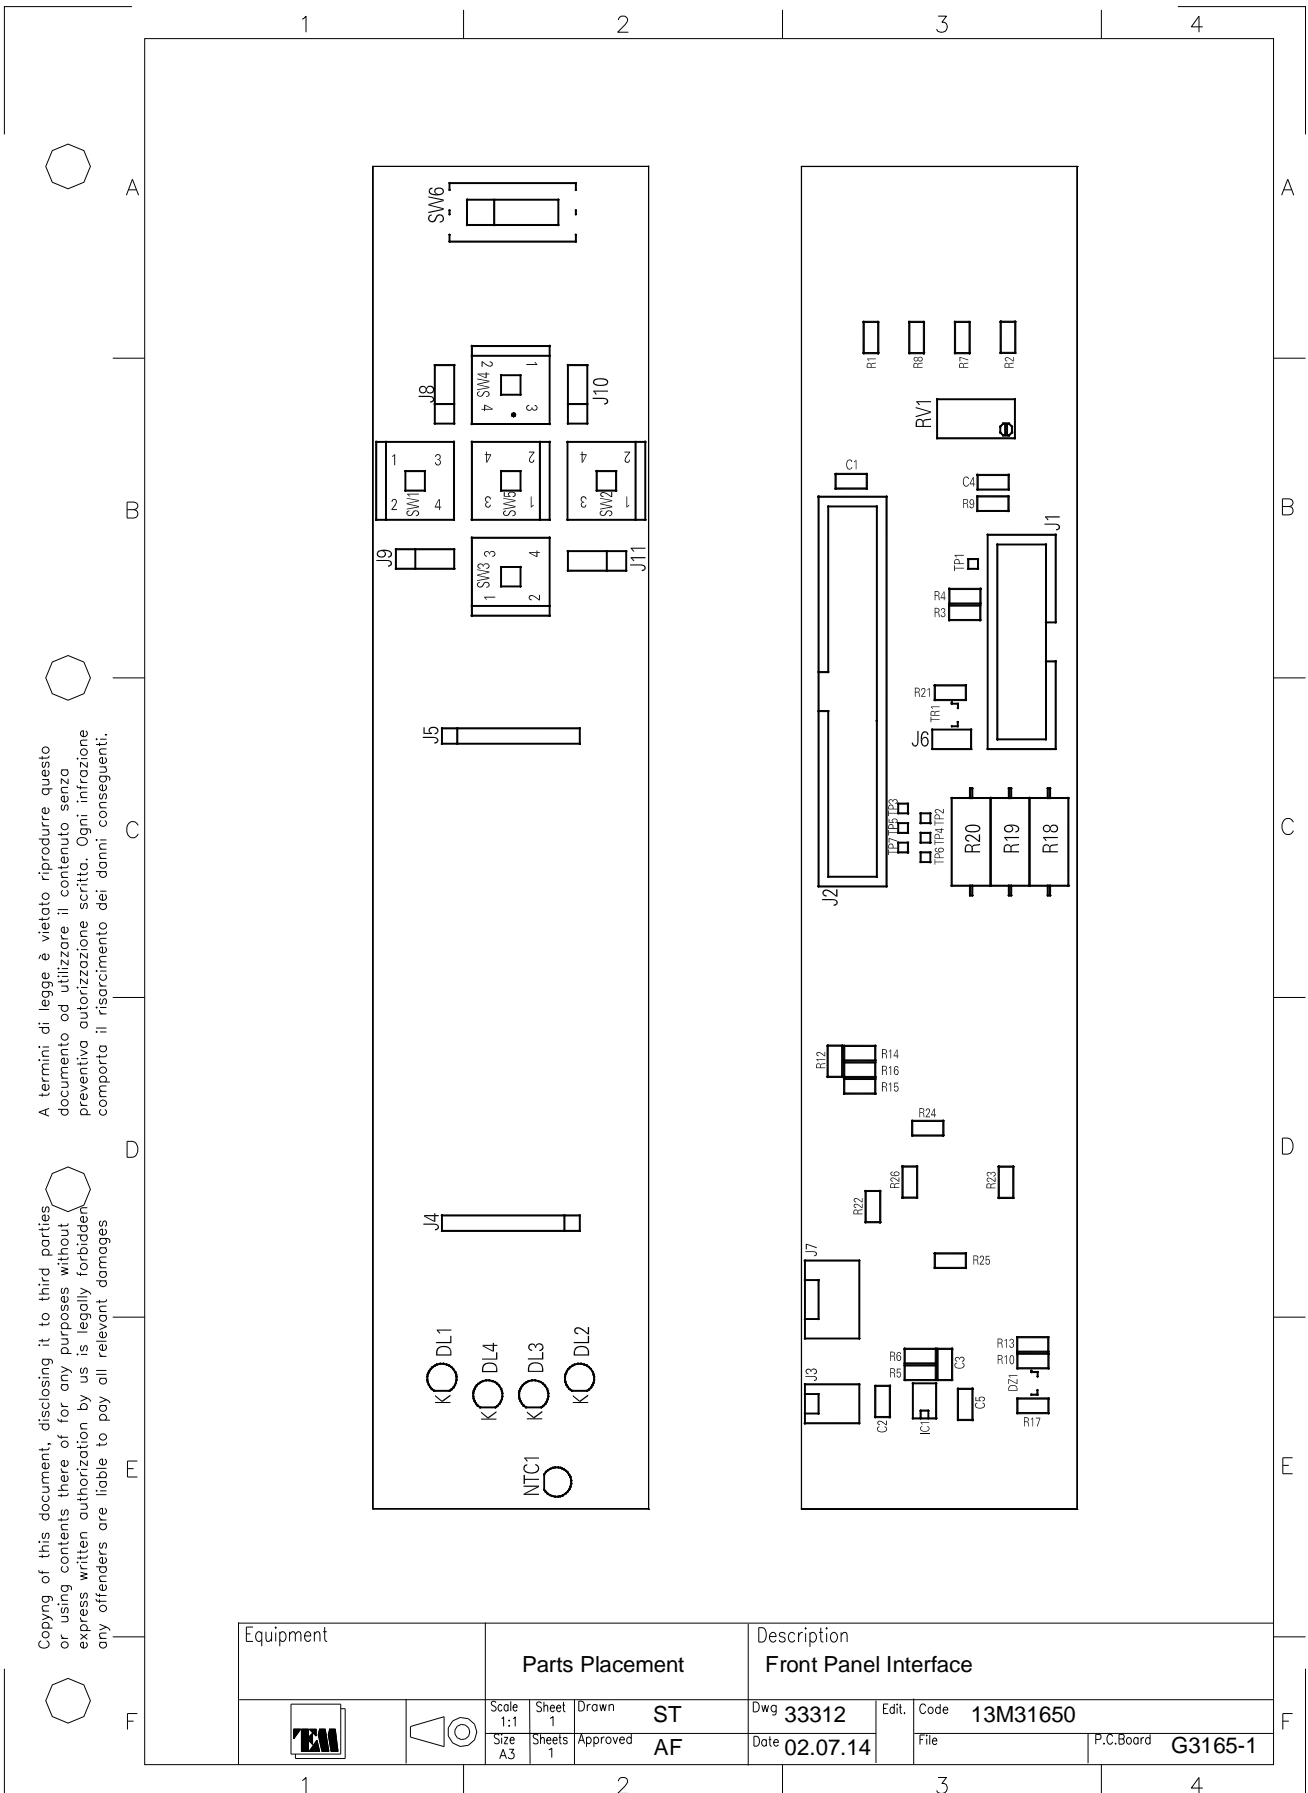 1 2 3 4
A A
SW6
R1 R8 R7 R2
J8
2 1
SW4
4 3
J10
RV1
C1
C4
R9
J1
1 3
2 SW1 4
4 2
3 SW5 1
4 2
3 SW2 1
B B
J9
3 4
SW3
1 2
J11
TP1
R4
R3
R21
TR1
J6
J5
TP3
TP5
TP7
TP2
TP4
TP6
R20 R19 R18
C C
J2
R12
R14
R16
R15
R24
D D
R26
R22
R23
J4
J7
R25
DL1
DL4
DL3
DL2
K K K K
R6
R5
C3
R13
R10
DZ1
R17
J3
C2
IC1
C5
NTC1
E E
A termini di legge è vietato riprodurre questo
documento od utilizzare il contenuto senza
preventiva autorizzazione scritta. Ogni infrazione
comporta il risarcimento dei danni conseguenti.
Copyng of this document, disclosing it to third parties
or using contents there of for any purposes without
express written authorization by us is legally forbidden
any offenders are liable to pay all relevant damages
Equipment
Parts Placement
Description
Front Panel Interface
F F
TEM
Scale 1:1
Sheet 1
Drawn ST
Dwg 33312
Edit.
Code 13M31650
Size A3
Sheets 1
Approved AF
Date 02.07.14
File
P.C.Board G3165-1
1 2 3 4